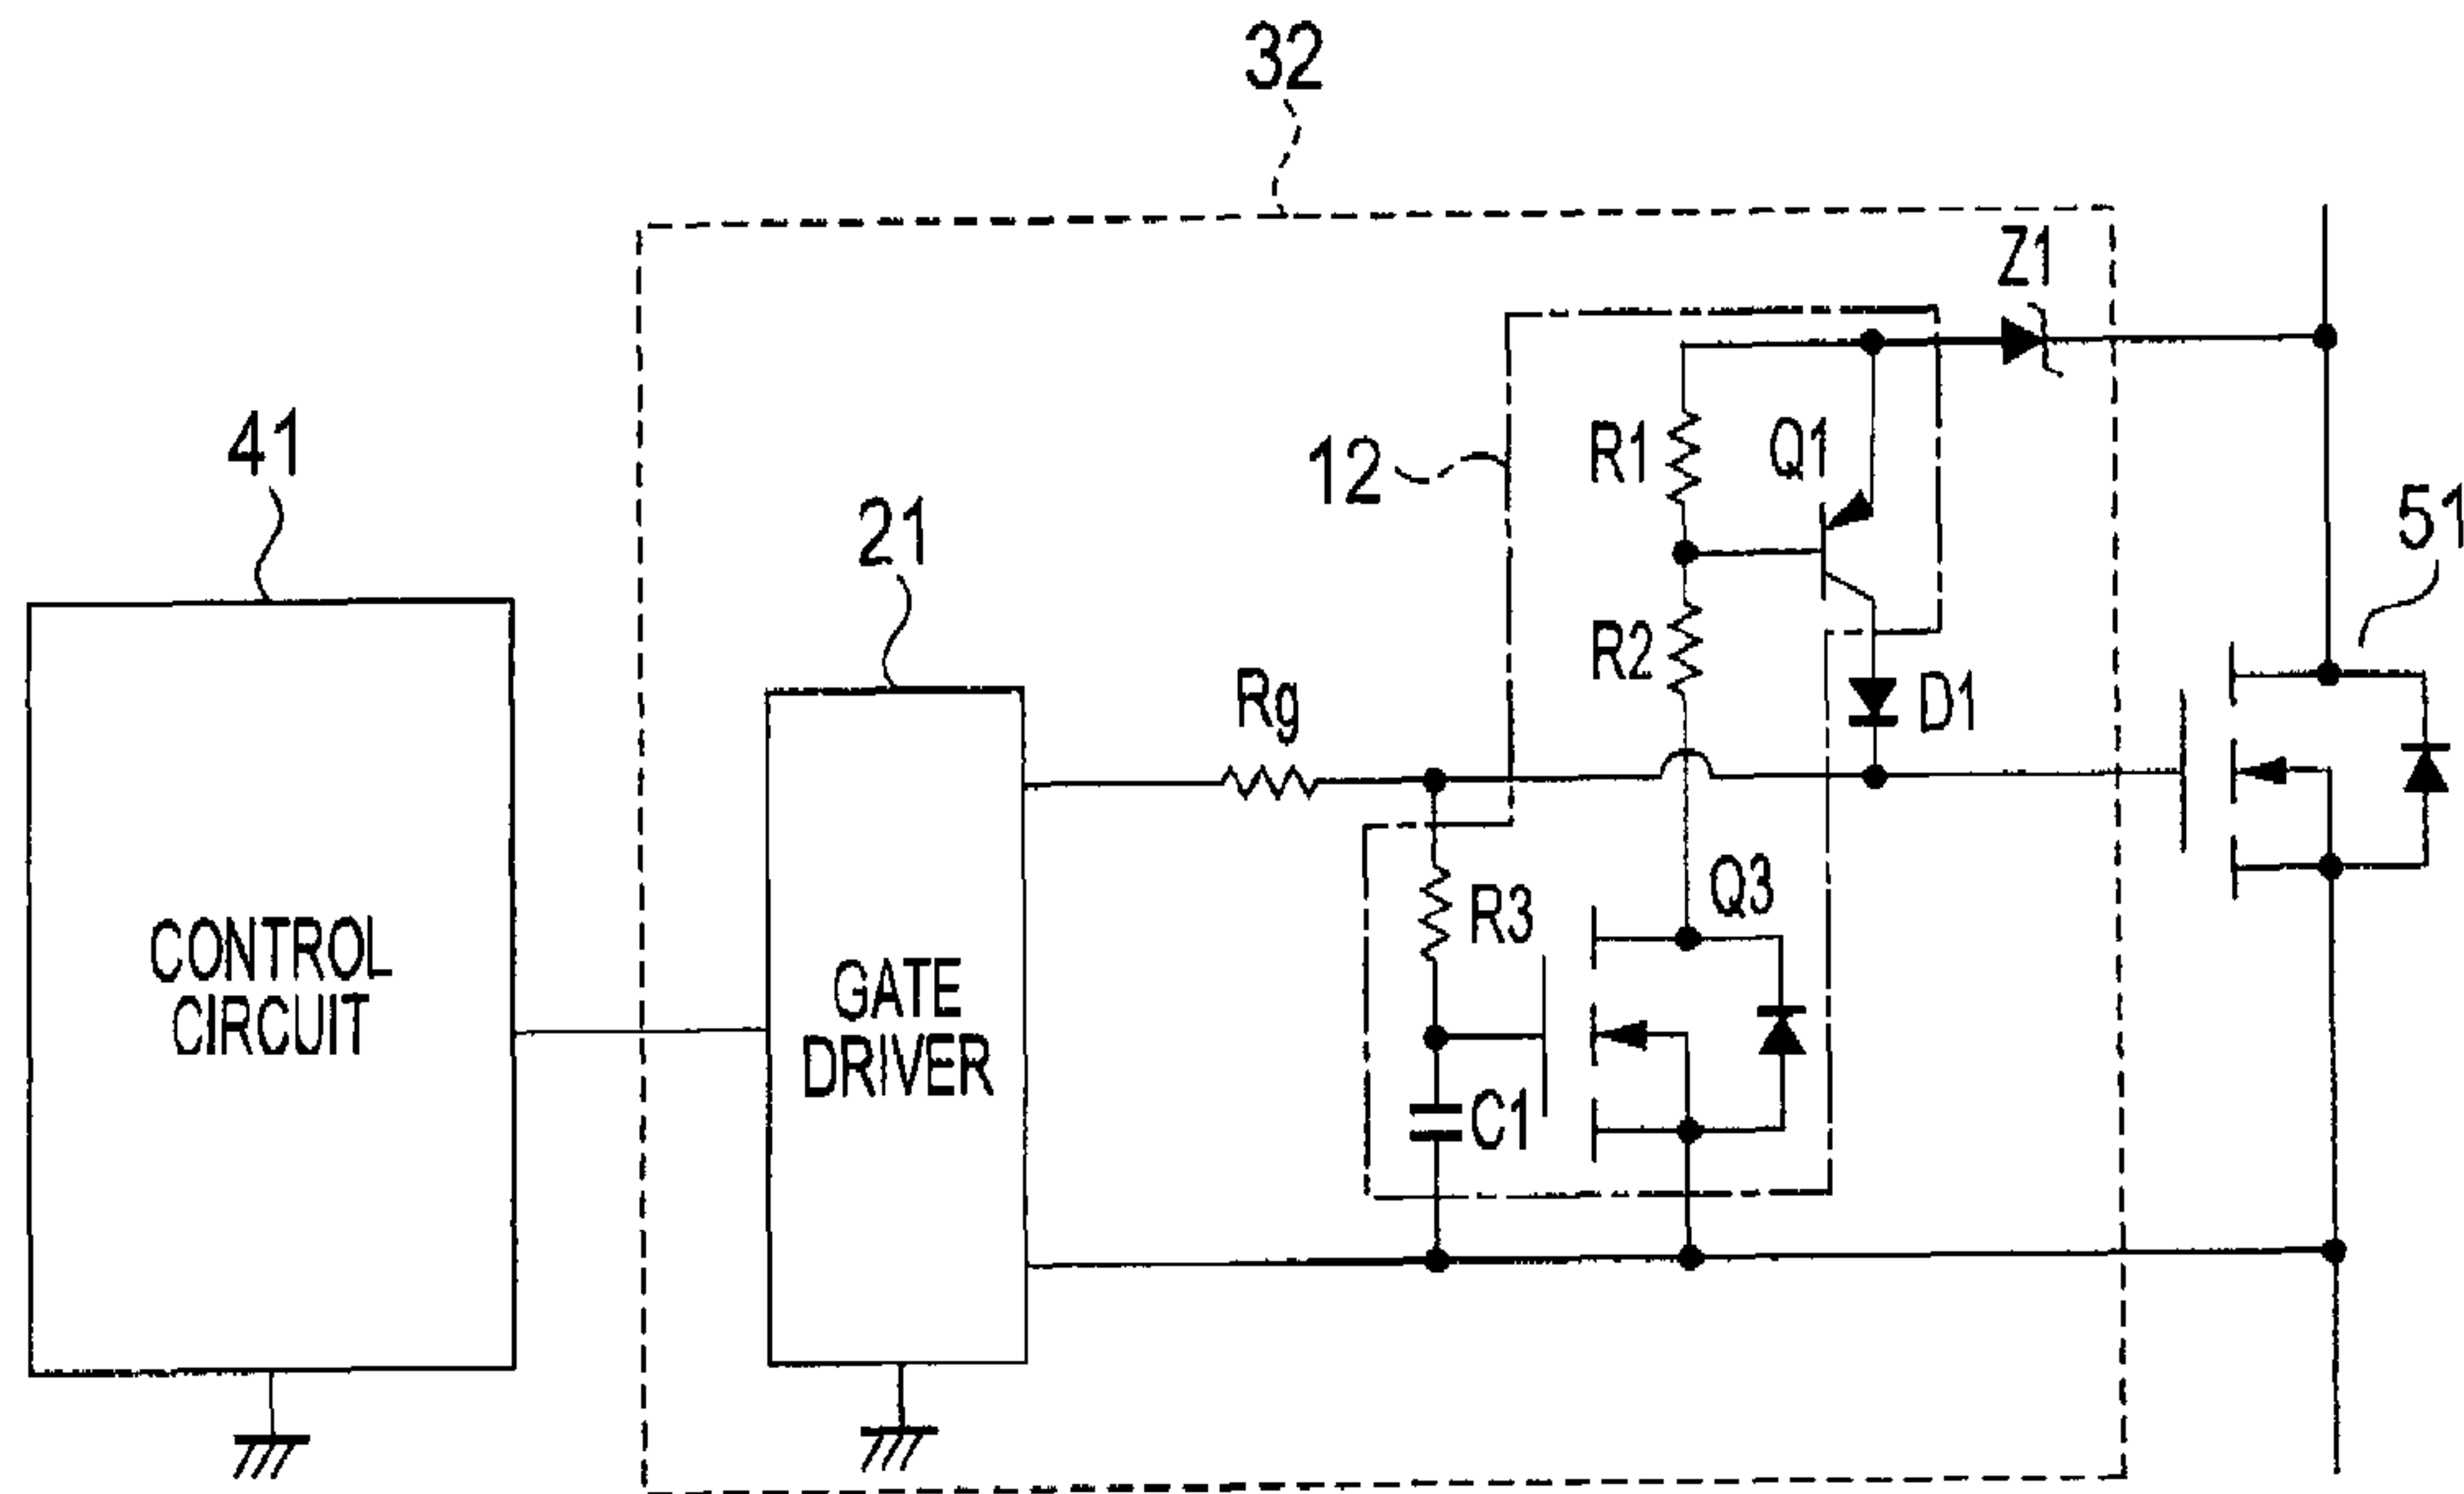 32
Z1
41
12
R1
Q1
51
21
R2
Rg
D1
Q3
R3
CONTROL
CIRCUIT
GATE
DRIVER
C1